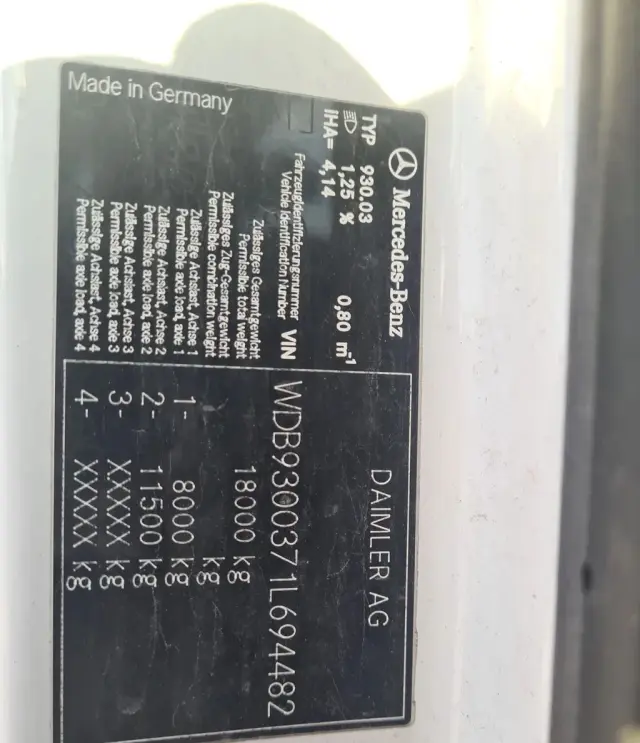 Mercedes-Benz
DAIMLER AG
TYP 930.03
1,25 % 0,80 m-1
IHA= 4,14
Fahrzeugidentifizierungsnummer
Vehicle Identification Number VIN WDB9300371L694482
Zulässiges Gesamtgewicht
Permissible total weight 18000 kg
Zulässiges Zug-Gesamtgewicht
Permissible combination weight kg
Zulässige Achslast, Achse 1
Permissible axle load, axle 1 1- 8000 kg
Zulässige Achslast, Achse 2
Permissible axle load, axle 2 2- 11500 kg
Zulässige Achslast, Achse 3
Permissible axle load, axle 3 3- XXXXX kg
Zulässige Achslast, Achse 4
Permissible axle load, axle 4 4- XXXXX kg
Made in Germany